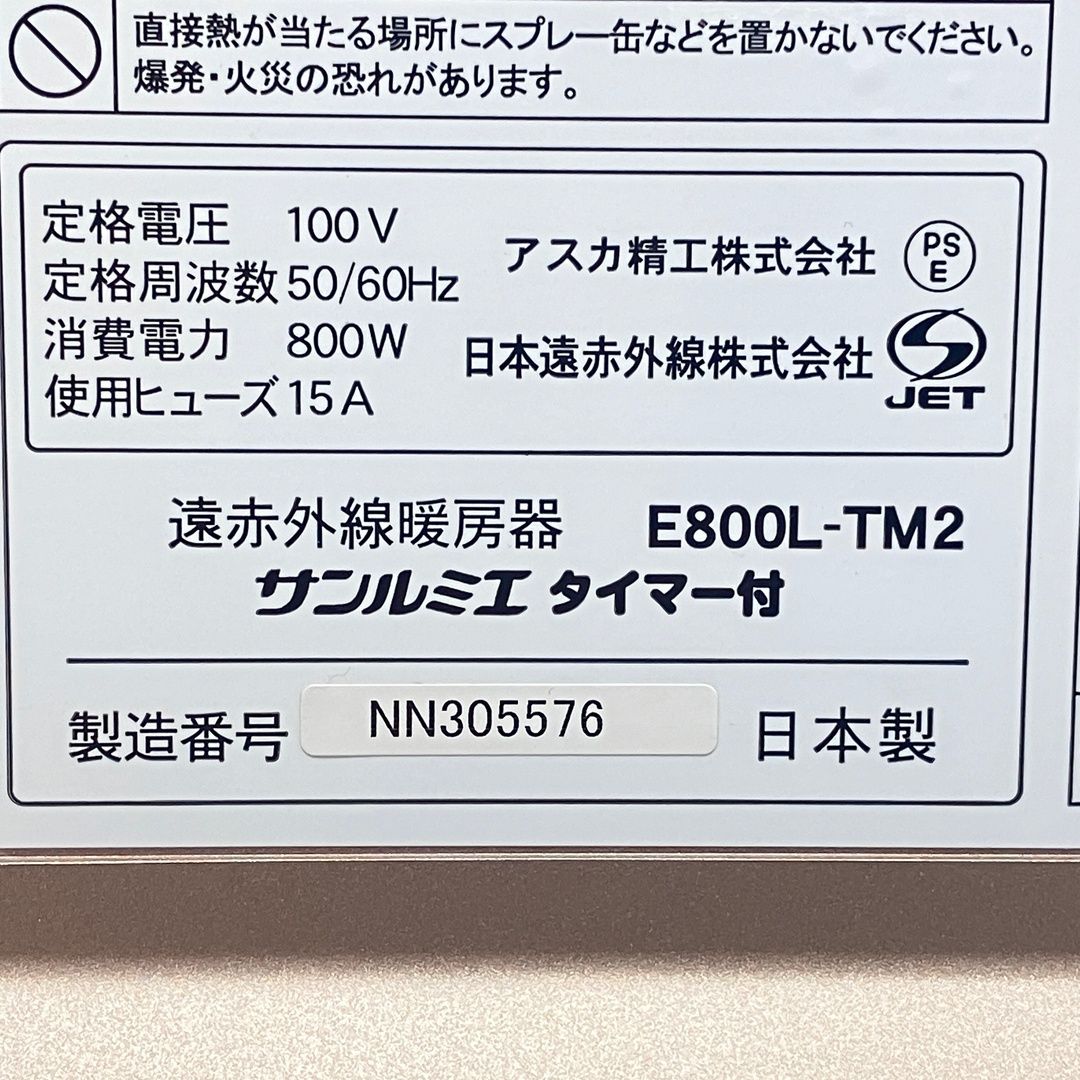 直接熱が当たる場所にスプレー缶などを置かないでください。
爆発・火災の恐れがあります。
定格電圧 100V
定格周波数 50/60Hz
消費電力 800W
使用ヒューズ 15A
アスカ精工株式会社 PSE
日本遠赤外線株式会社 JET
遠赤外線暖房器 E800L-TM2
サンルミエ タイマー付
製造番号 NN305576 日本製